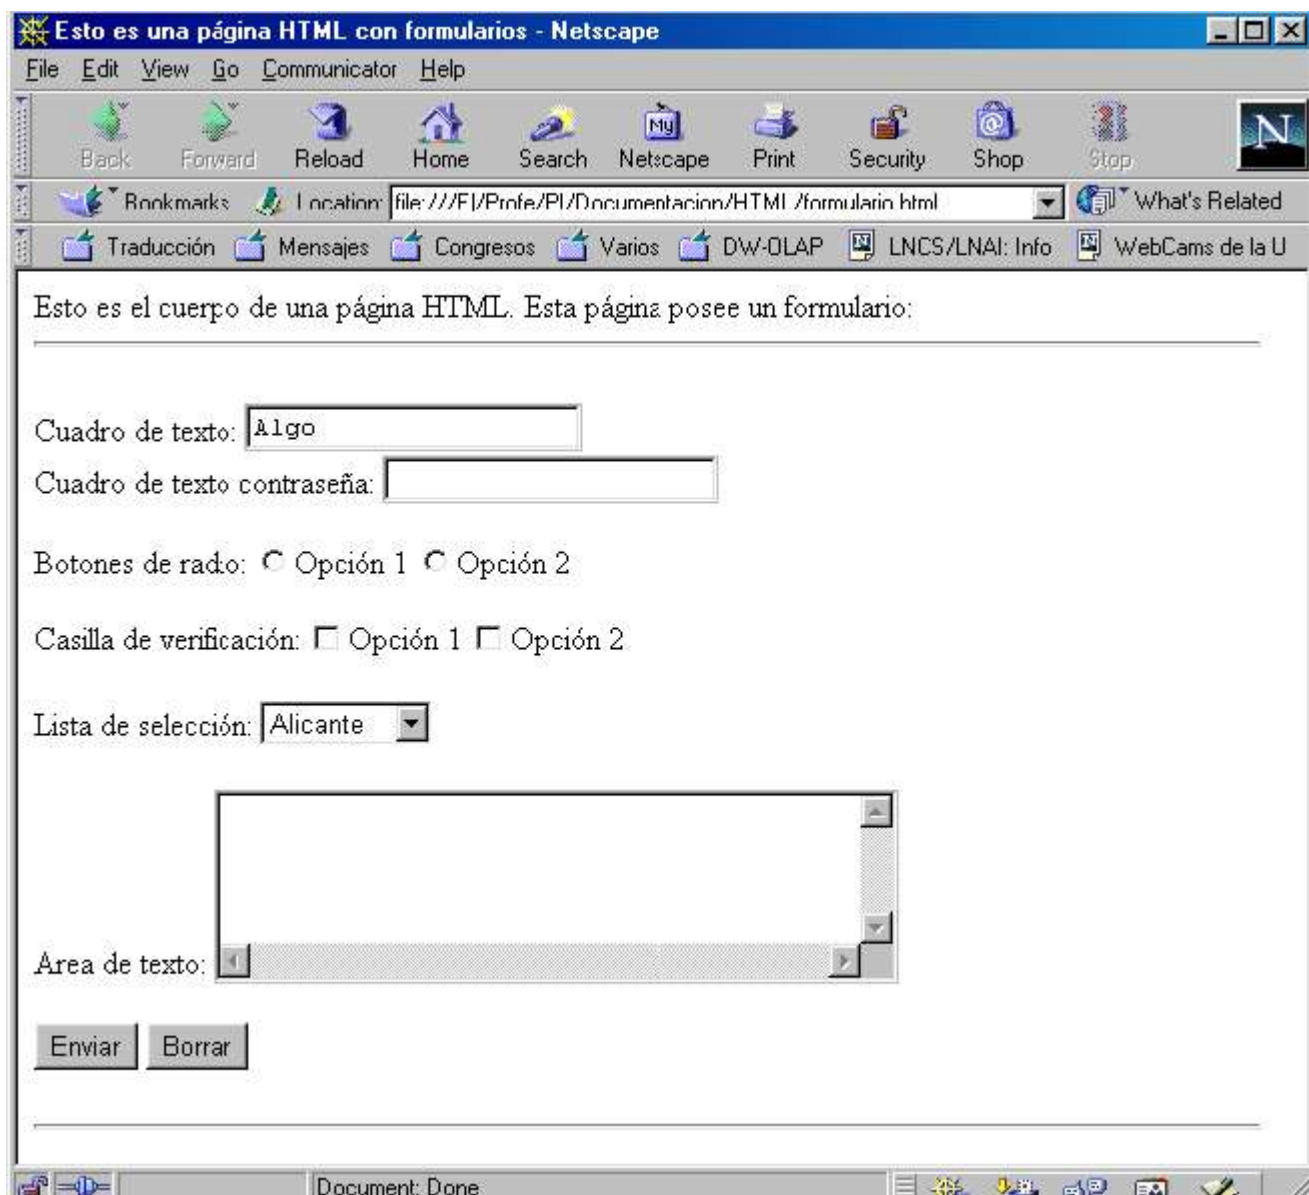 Esto es una página HTML con formularios - Netscape
File Edit View Go Communicator Help
Back Forward Reload Home Search Netscape Print Security Shop Stop
My
N
Bookmarks Location: file:///F|/Profe/PI/Documentacion/HTML/formulario.html What's Related
Traducción Mensajes Congresos Varios DW-OLAP LNCS/LNAI: Info WebCams de la U
Esto es el cuerpo de una página HTML. Esta página posee un formulario:
Cuadro de texto: Algo
Cuadro de texto contraseña:
Botones de radio: Opción 1 Opción 2
Casilla de verificación: Opción 1 Opción 2
Lista de selección: Alicante
Area de texto:
Enviar Borrar
Document: Done